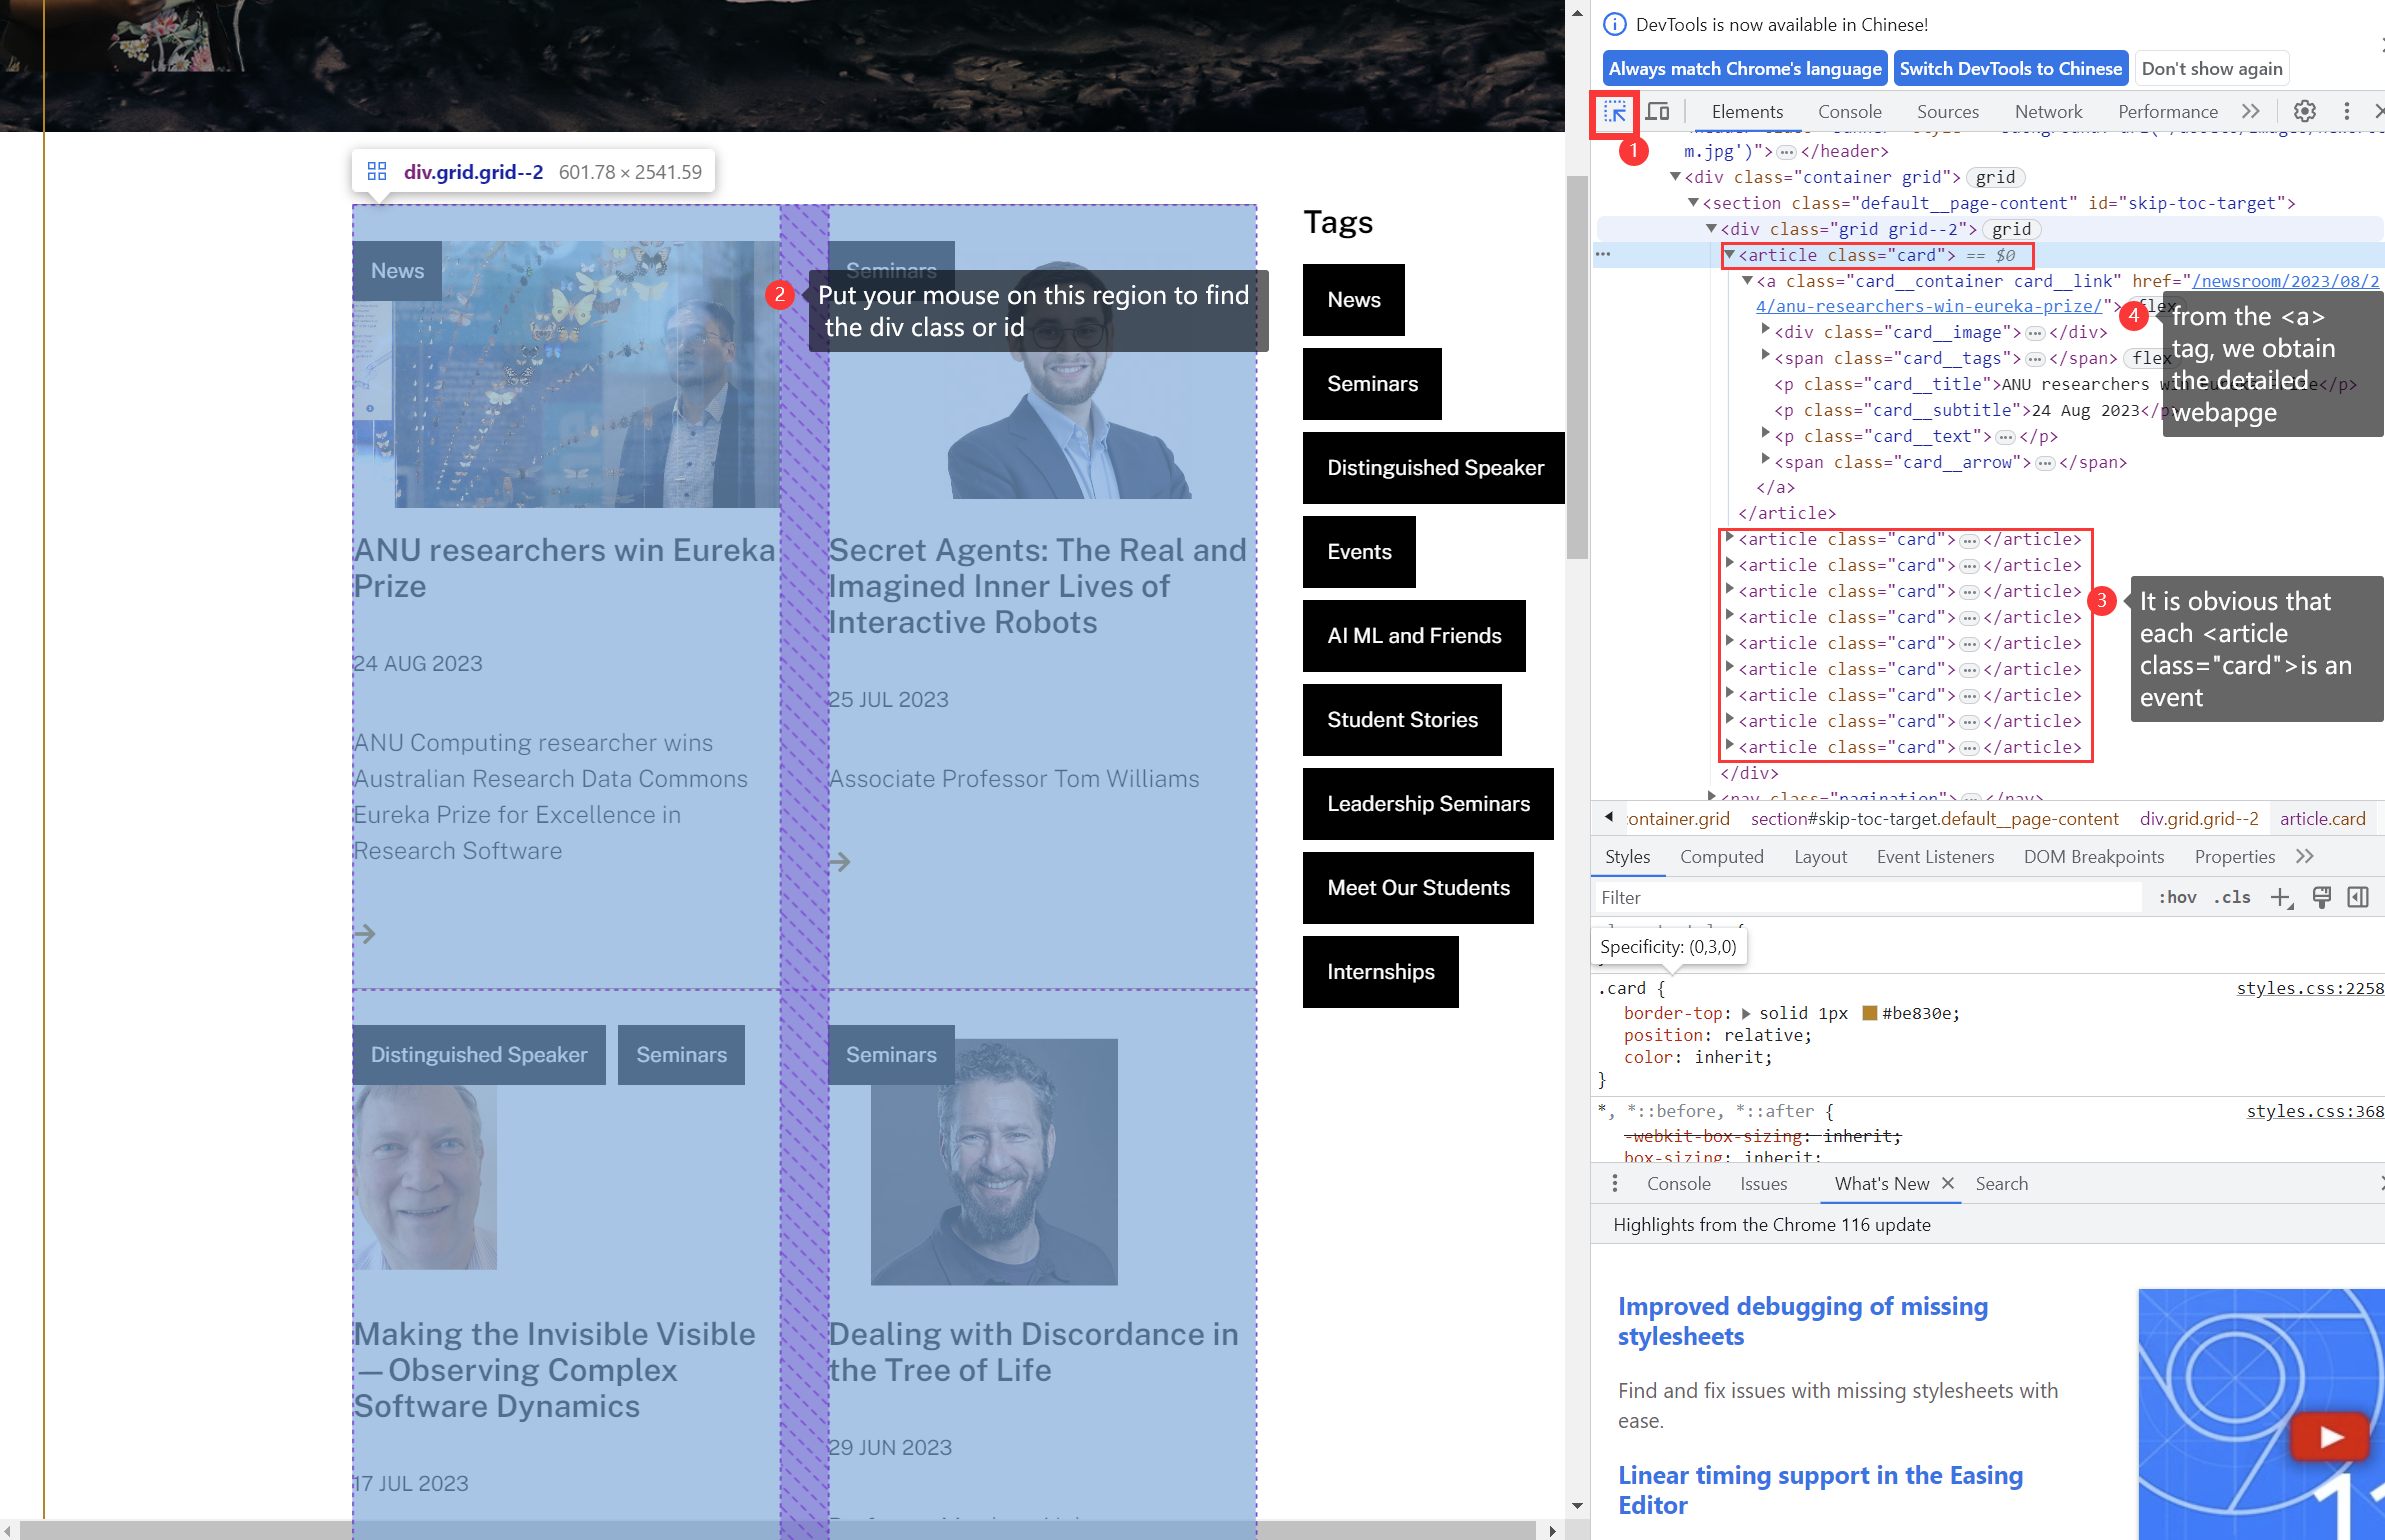 div.grid.grid--2 601.78 × 2541.59
News
Seminars
2
Put your mouse on this region to find
the div class or id
ANU researchers win Eureka
Prize
24 AUG 2023
ANU Computing researcher wins
Australian Research Data Commons
Eureka Prize for Excellence in
Research Software
Secret Agents: The Real and
Imagined Inner Lives of
Interactive Robots
25 JUL 2023
Associate Professor Tom Williams
Distinguished Speaker
Seminars
Making the Invisible Visible
—Observing Complex
Software Dynamics
17 JUL 2023
Seminars
Dealing with Discordance in
the Tree of Life
29 JUN 2023
Tags
News
Seminars
Distinguished Speaker
Events
AI ML and Friends
Student Stories
Leadership Seminars
Meet Our Students
Internships
DevTools is now available in Chinese!
Always match Chrome's language Switch DevTools to Chinese Don't show again
Elements Console Sources Network Performance
1
m.jpg')">…</header>
<div class="container grid"> grid
<section class="default__page-content" id="skip-toc-target">
<div class="grid grid--2"> grid
<article class="card"> == $0
<a class="card__container card__link" href="/newsroom/2023/08/2
4/anu-researchers-win-eureka-prize/"> flex
<div class="card__image">…</div>
<span class="card__tags">…</span> flex
<p class="card__title">ANU researchers win Eureka Prize</p>
<p class="card__subtitle">24 Aug 2023</p>
<p class="card__text">…</p>
<span class="card__arrow">…</span>
</a>
</article>
4
from the <a>
tag, we obtain
the detailed
webapge
<article class="card">…</article>
<article class="card">…</article>
<article class="card">…</article>
<article class="card">…</article>
<article class="card">…</article>
<article class="card">…</article>
<article class="card">…</article>
<article class="card">…</article>
<article class="card">…</article>
3
It is obvious that
each <article
class="card">is an
event
</div>
<nav class="pagination">…</nav>
ontainer.grid section#skip-toc-target.default__page-content div.grid.grid--2 article.card
Styles Computed Layout Event Listeners DOM Breakpoints Properties
Filter :hov .cls
Specificity: (0,3,0)
.card { styles.css:2258
border-top: solid 1px #be830e;
position: relative;
color: inherit;
}
*, *::before, *::after { styles.css:368
-webkit-box-sizing: inherit;
box-sizing: inherit;
Console Issues What's New Search
Highlights from the Chrome 116 update
Improved debugging of missing
stylesheets
Find and fix issues with missing stylesheets with
ease.
Linear timing support in the Easing
Editor